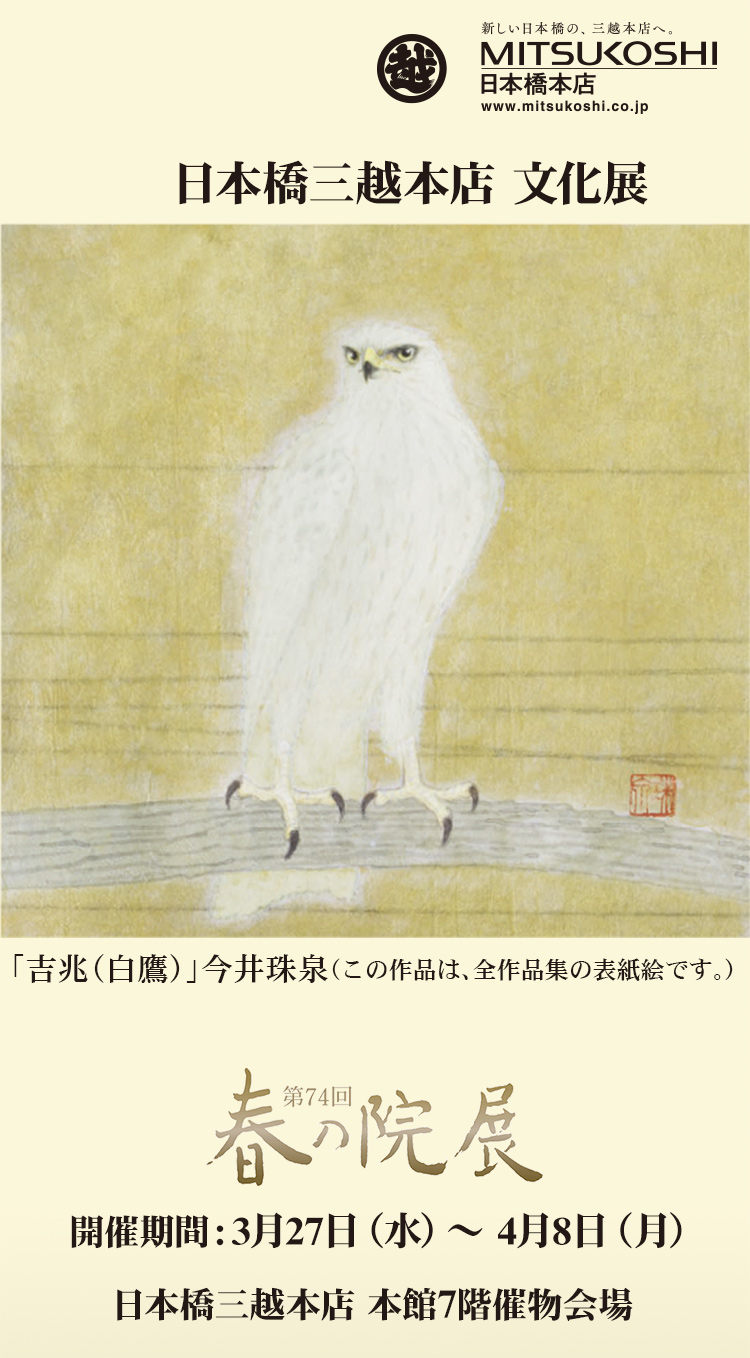 越
新しい日本橋の、三越本店へ。
MITSUKOSHI
日本橋本店
www.mitsukoshi.co.jp
日本橋三越本店 文化展
「吉兆(白鷹)」今井珠泉(この作品は、全作品集の表紙絵です。)
第74回
春の院展
開催期間:3月27日(水)～ 4月8日(月)
日本橋三越本店 本館7階催物会場